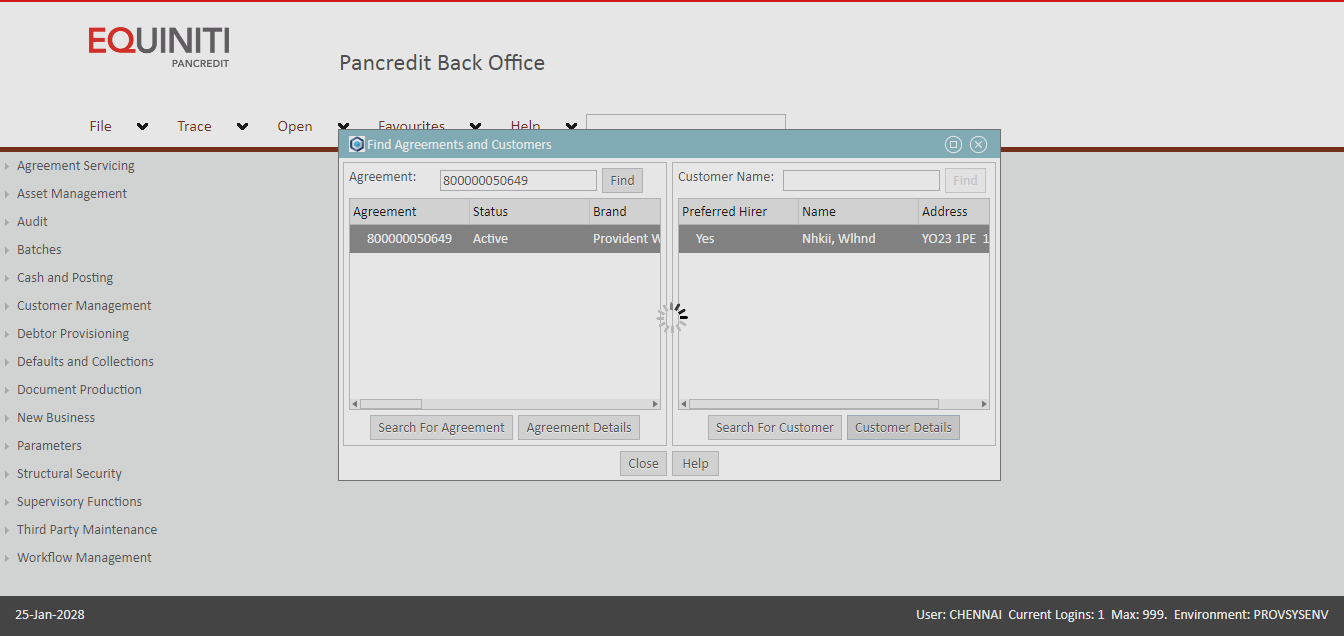 EQUINITI
PANCREDIT
Pancredit Back Office
File Trace Open Favourites Help
Find Agreements and Customers
Agreement Servicing
Asset Management
Audit
Batches
Cash and Posting
Customer Management
Debtor Provisioning
Defaults and Collections
Document Production
New Business
Parameters
Structural Security
Supervisory Functions
Third Party Maintenance
Workflow Management
Agreement: 800000050649 Find
Agreement Status Brand
800000050649 Active Provident W
Search For Agreement Agreement Details
Customer Name: Find
Preferred Hirer Name Address
Yes Nhkii, Wlhnd YO23 1PE 1
Search For Customer Customer Details
Close Help
25-Jan-2028
User: CHENNAI Current Logins: 1 Max: 999. Environment: PROVSYSENV